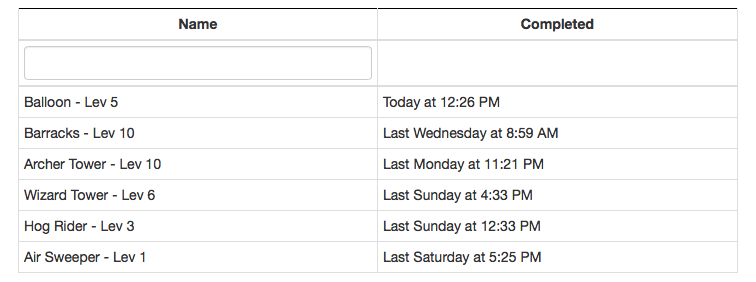 Name Completed
Balloon - Lev 5 Today at 12:26 PM
Barracks - Lev 10 Last Wednesday at 8:59 AM
Archer Tower - Lev 10 Last Monday at 11:21 PM
Wizard Tower - Lev 6 Last Sunday at 4:33 PM
Hog Rider - Lev 3 Last Sunday at 12:33 PM
Air Sweeper - Lev 1 Last Saturday at 5:25 PM